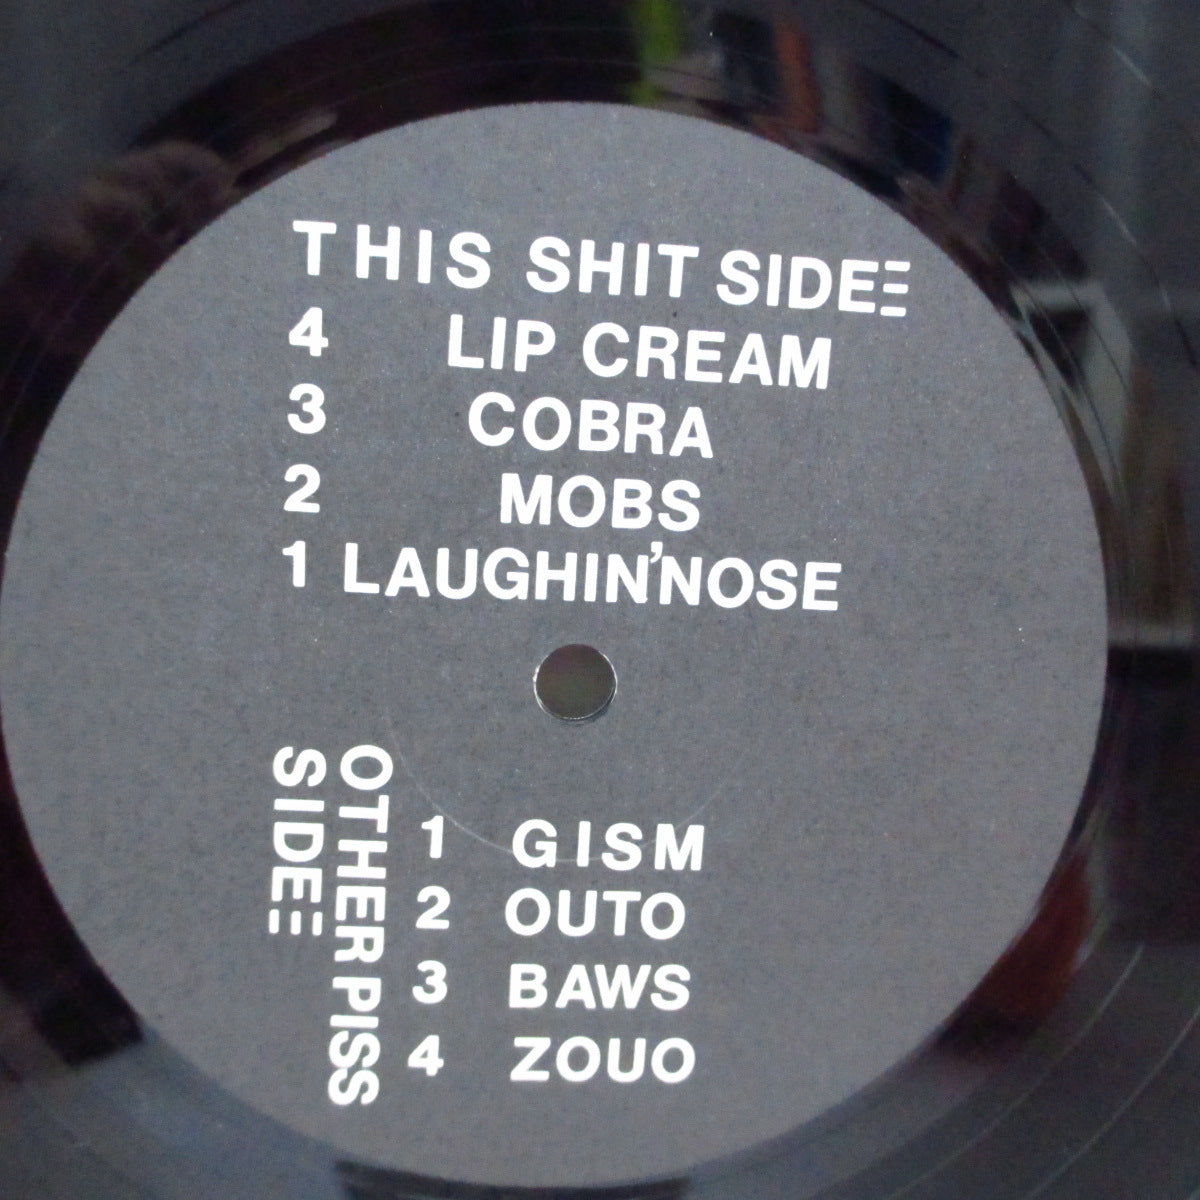 THIS SHIT SIDE
4 LIP CREAM
3 COBRA
2 MOBS
1 LAUGHIN'NOSE
OTHER PISS
SIDE
1 GISM
2 OUTO
3 BAWS
4 ZOUO